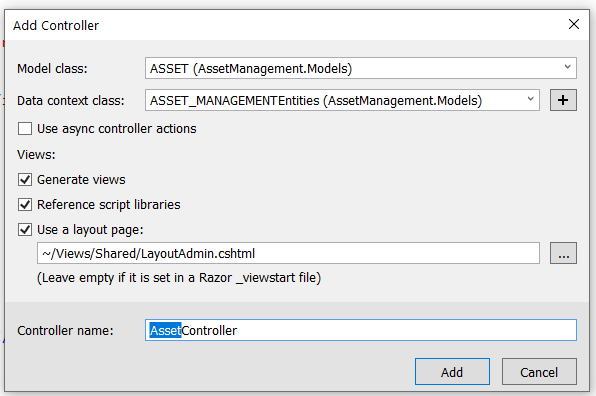 Add Controller
Model class: ASSET (AssetManagement.Models)
Data context class: ASSET_MANAGEMENTEntities (AssetManagement.Models) +
Use async controller actions
Views:
Generate views
Reference script libraries
Use a layout page:
~/Views/Shared/LayoutAdmin.cshtml ...
(Leave empty if it is set in a Razor _viewstart file)
Controller name: AssetController
Add Cancel